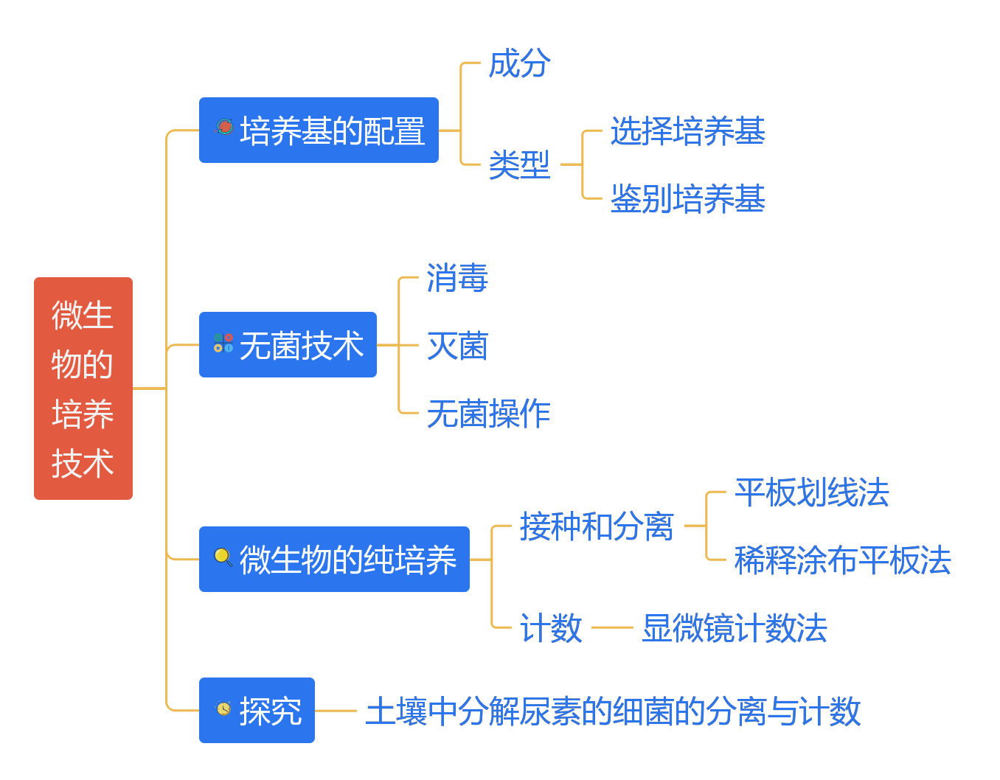 微生
物的
培养
技术
培养基的配置
成分
类型
选择培养基
鉴别培养基
无菌技术
消毒
灭菌
无菌操作
微生物的纯培养
接种和分离
平板划线法
稀释涂布平板法
计数
显微镜计数法
探究
土壤中分解尿素的细菌的分离与计数